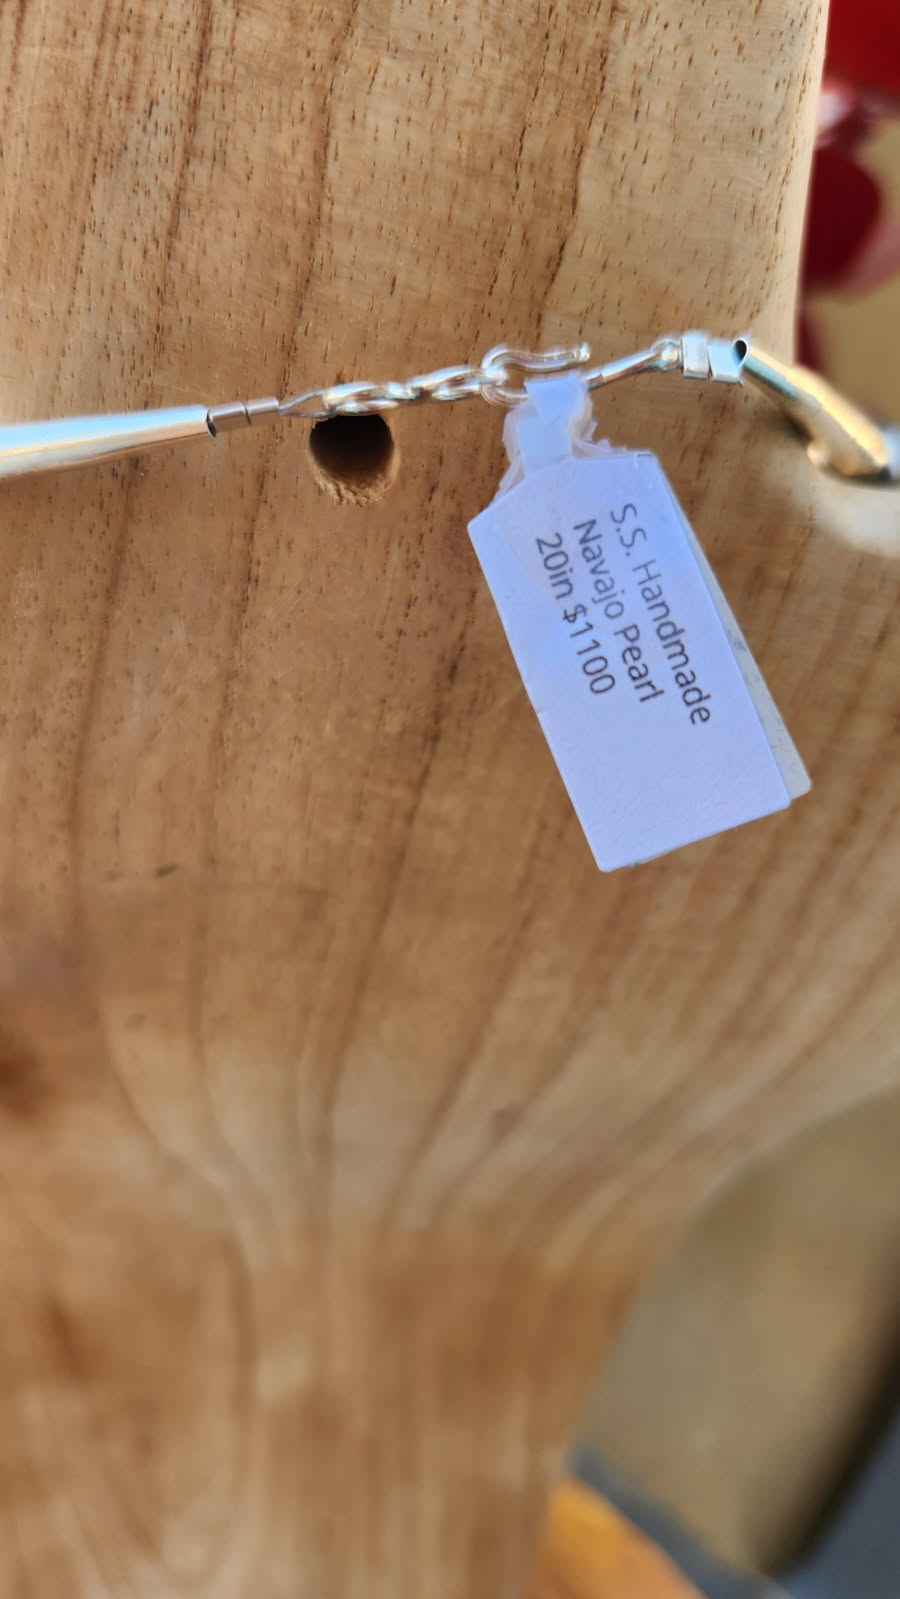 S.S. Handmade
Navajo Pearl
20in $1100